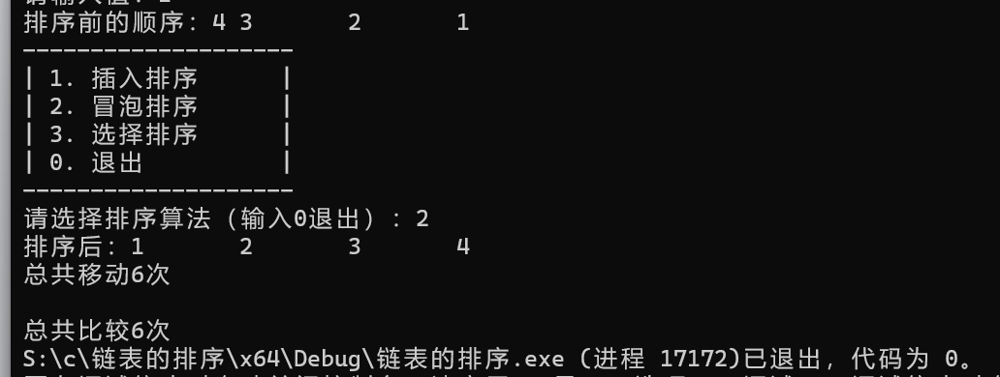 排序前的顺序：4 3 2 1
--------------------
| 1. 插入排序 |
| 2. 冒泡排序 |
| 3. 选择排序 |
| 0. 退出 |
--------------------
请选择排序算法（输入0退出）：2
排序后：1 2 3 4
总共移动6次
总共比较6次
S:\c\链表的排序\x64\Debug\链表的排序.exe (进程 17172)已退出，代码为 0。